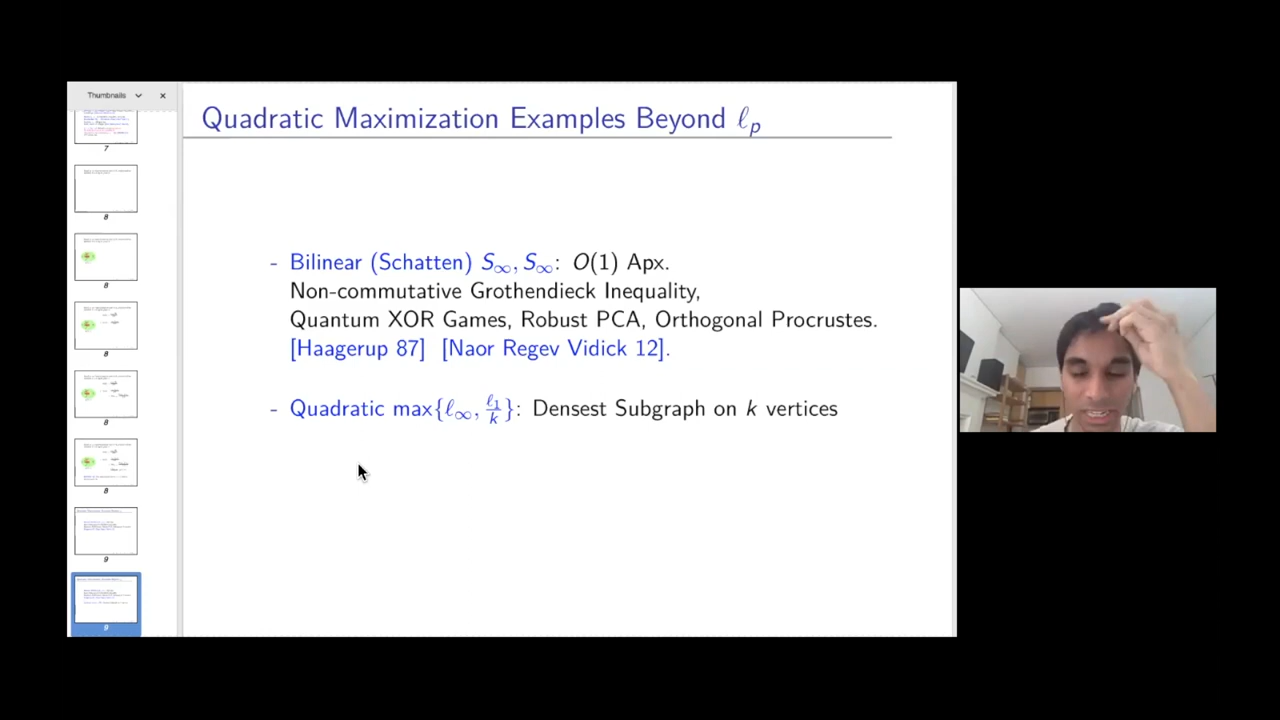 Thumbnails
7
8
8
8
8
8
9
9
Quadratic Maximization Examples Beyond ℓ_p
- Bilinear (Schatten) S_∞, S_∞: O(1) Apx.
Non-commutative Grothendieck Inequality,
Quantum XOR Games, Robust PCA, Orthogonal Procrustes.
[Haagerup 87] [Naor Regev Vidick 12].
- Quadratic max{ℓ_∞, ℓ_1/k}: Densest Subgraph on k vertices